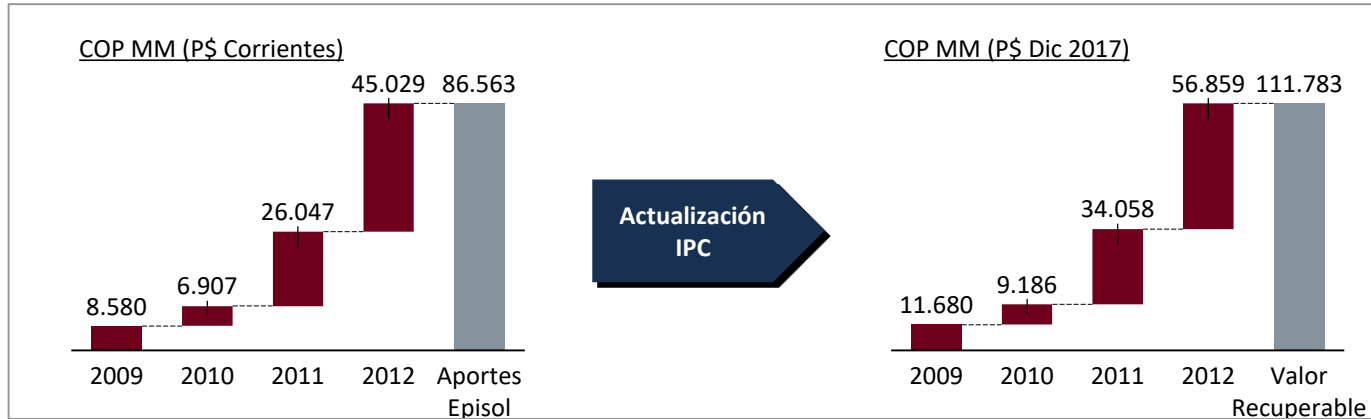 COP MM (P$ Corrientes)
45.029 86.563
26.047
6.907
8.580
2009 2010 2011 2012 Aportes
Episol
Actualización
IPC
COP MM (P$ Dic 2017)
56.859 111.783
34.058
9.186
11.680
2009 2010 2011 2012 Valor
Recuperable